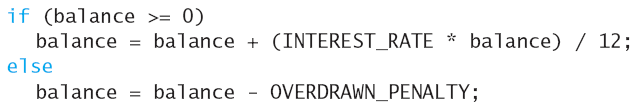 if (balance >= 0)
  balance = balance + (INTEREST_RATE * balance) / 12;
else
  balance = balance - OVERDRAWN_PENALTY;